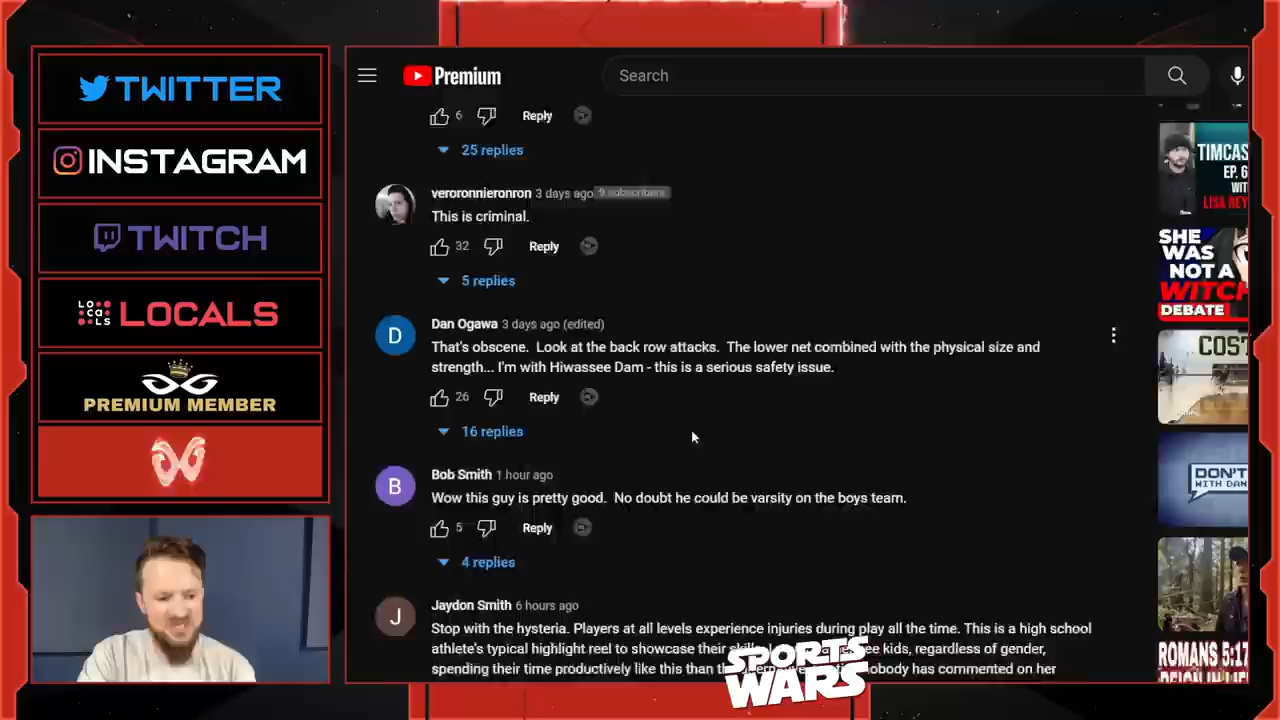 TWITTER
INSTAGRAM
TWITCH
LOCALS
LOCALS
PREMIUM MEMBER
Premium
Search
6
Reply
25 replies
veroronnieronron 3 days ago 9 subscribers
This is criminal.
32
Reply
5 replies
D
Dan Ogawa 3 days ago (edited)
That's obscene. Look at the back row attacks. The lower net combined with the physical size and
strength... I'm with Hiwassee Dam - this is a serious safety issue.
26
Reply
16 replies
B
Bob Smith 1 hour ago
Wow this guy is pretty good. No doubt he could be varsity on the boys team.
5
Reply
4 replies
J
Jaydon Smith 6 hours ago
Stop with the hysteria. Players at all levels experience injuries during play all the time. This is a high school
athlete's typical highlight reel to showcase their ee kids, regardless of gender,
spending their time productively like this than obody has commented on her
SPORTS
WARS
TIMCAS
EP. 6
WIT
LISA REY
SHE
WAS
NOT A
WITCH
DEBATE
COST
DON'T
WITH DAN
ROMANS 5:17